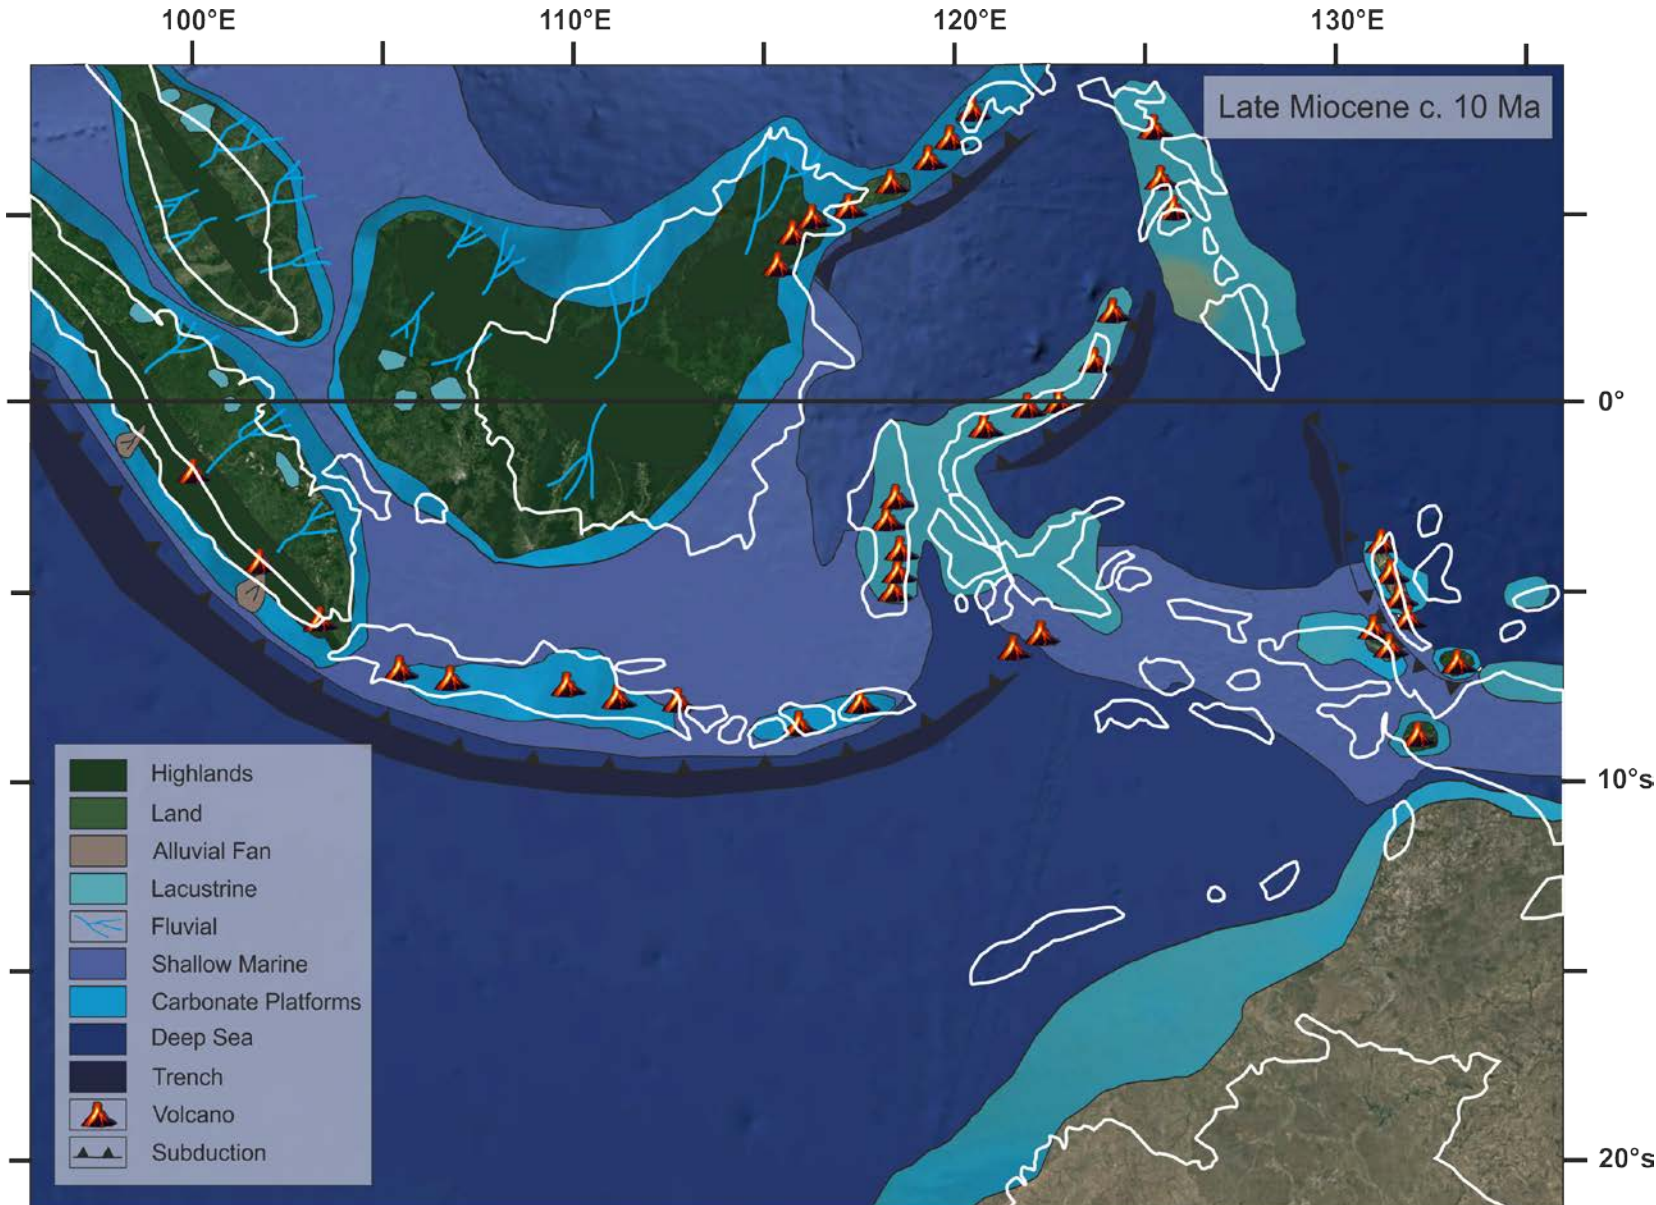 100°E 110°E 120°E 130°E
Late Miocene c. 10 Ma
0°
10°s
20°s
Highlands
Land
Alluvial Fan
Lacustrine
Fluvial
Shallow Marine
Carbonate Platforms
Deep Sea
Trench
Volcano
Subduction